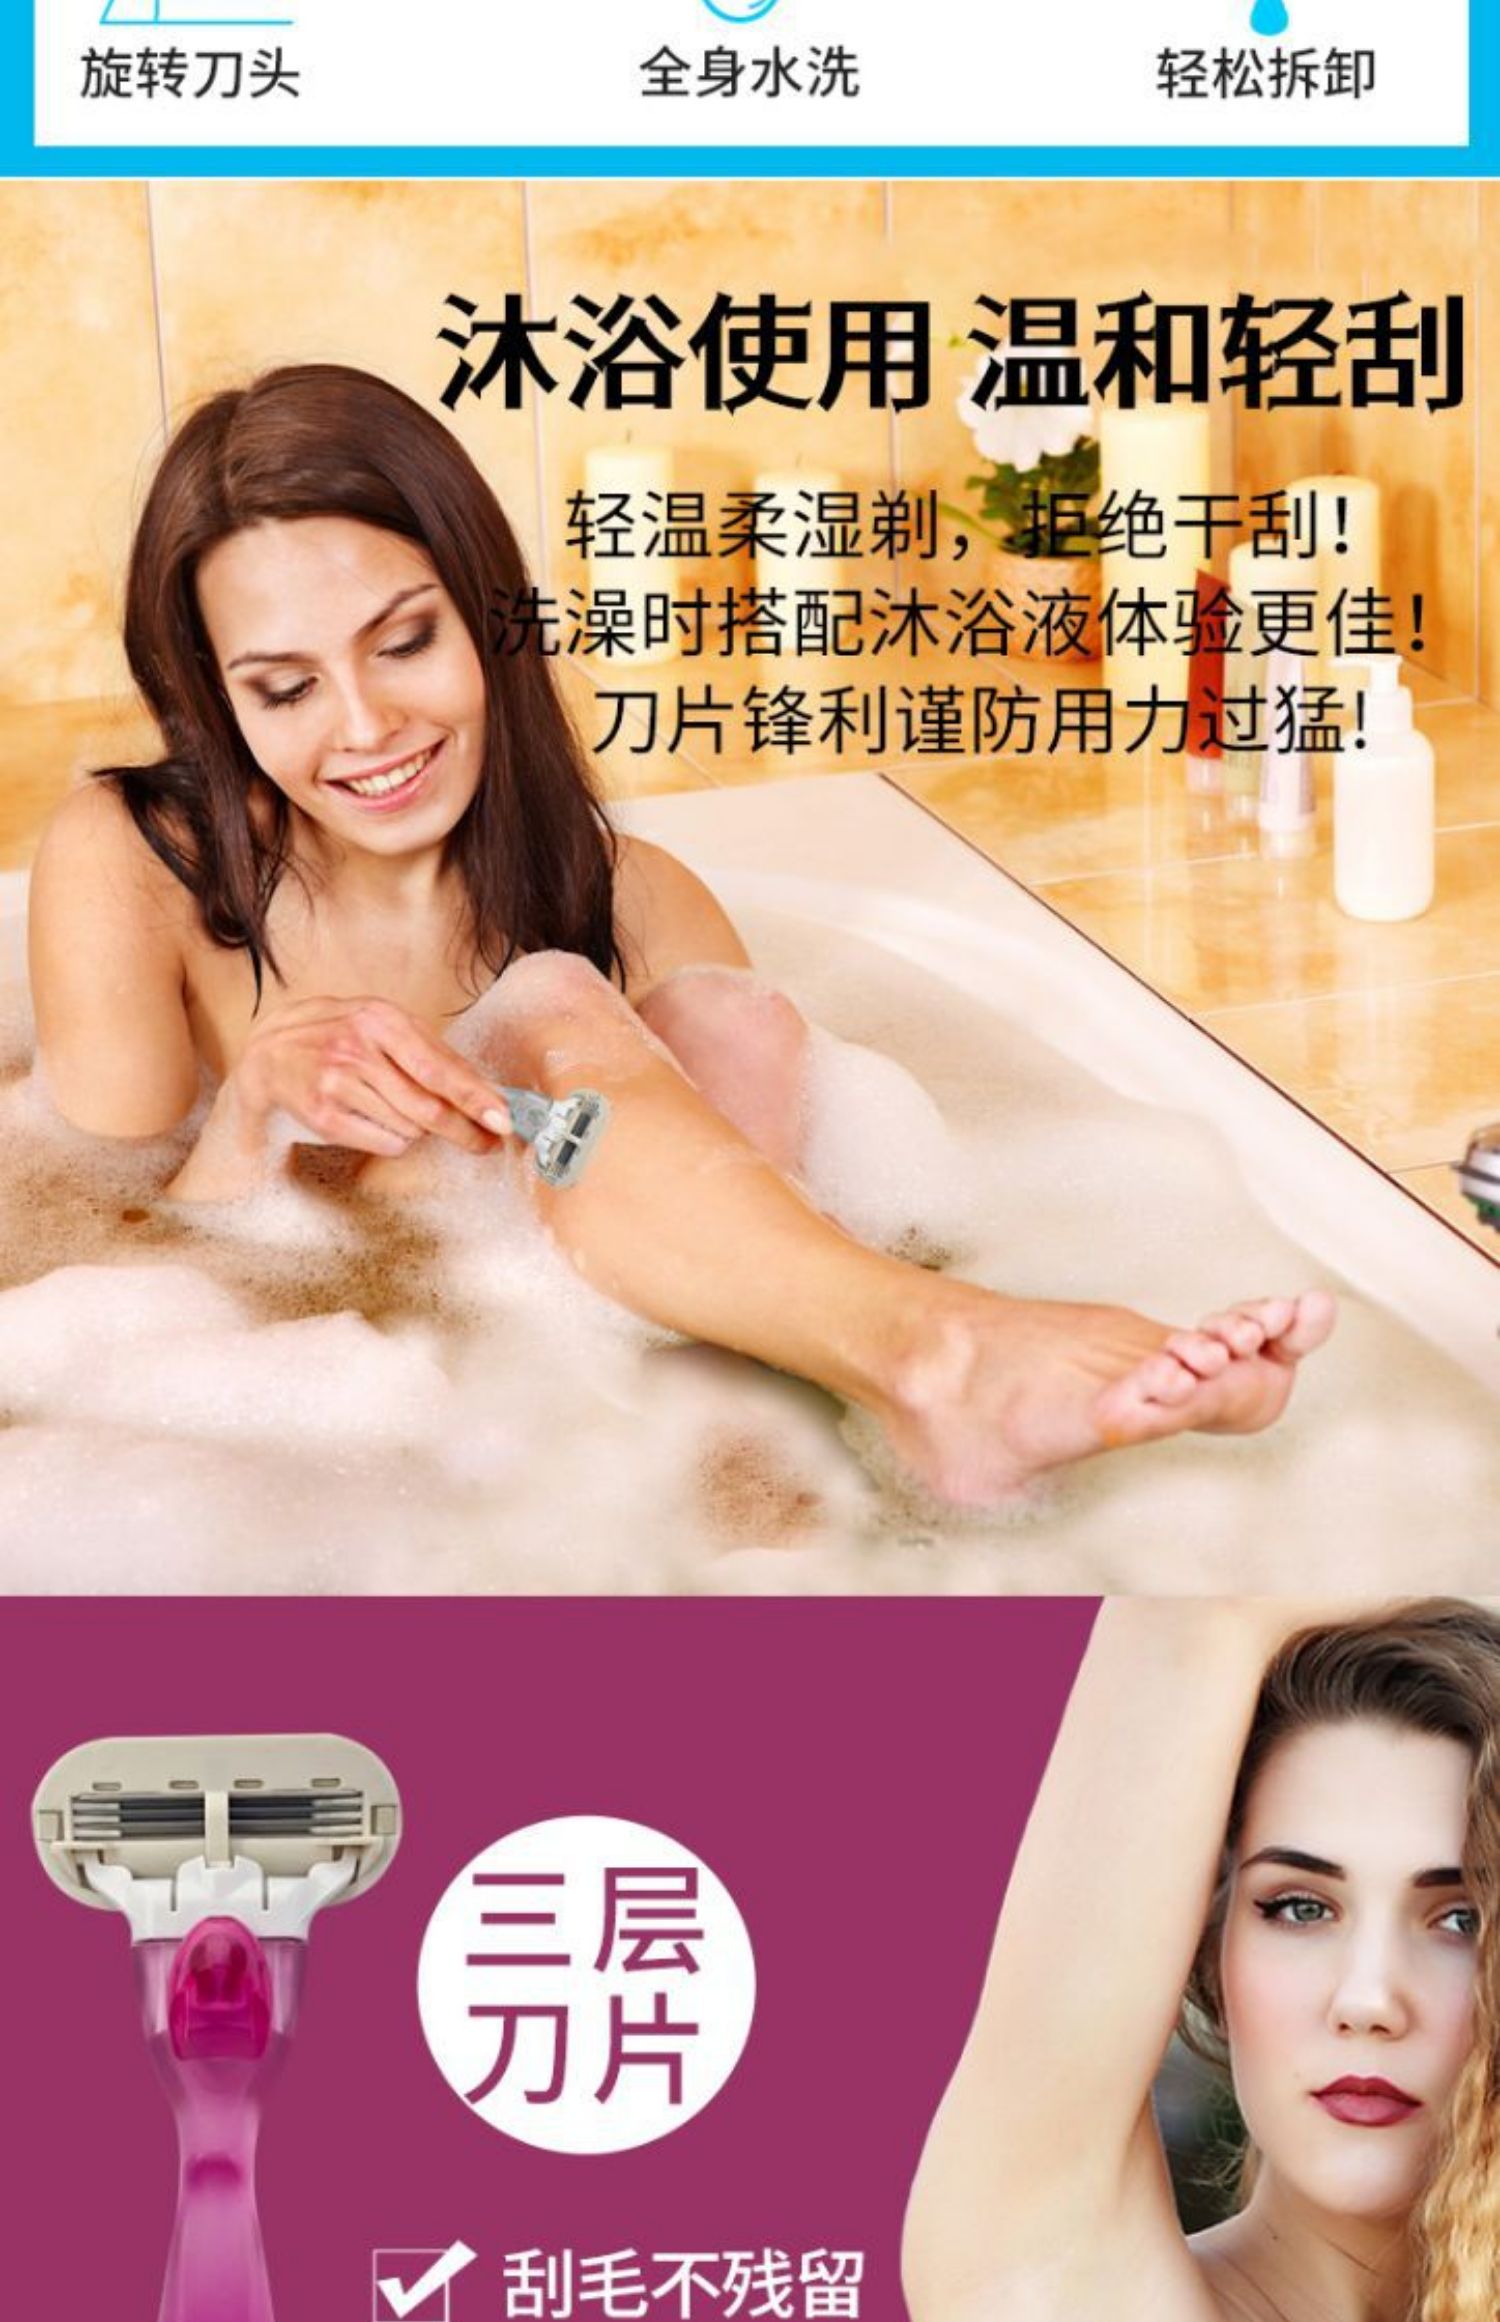 旋转刀头
全身水洗
轻松拆卸
沐浴使用 温和轻刮
轻温柔湿剃，拒绝干刮！
洗澡时搭配沐浴液体验更佳！
刀片锋利谨防用力过猛！
三层
刀片
刮毛不残留